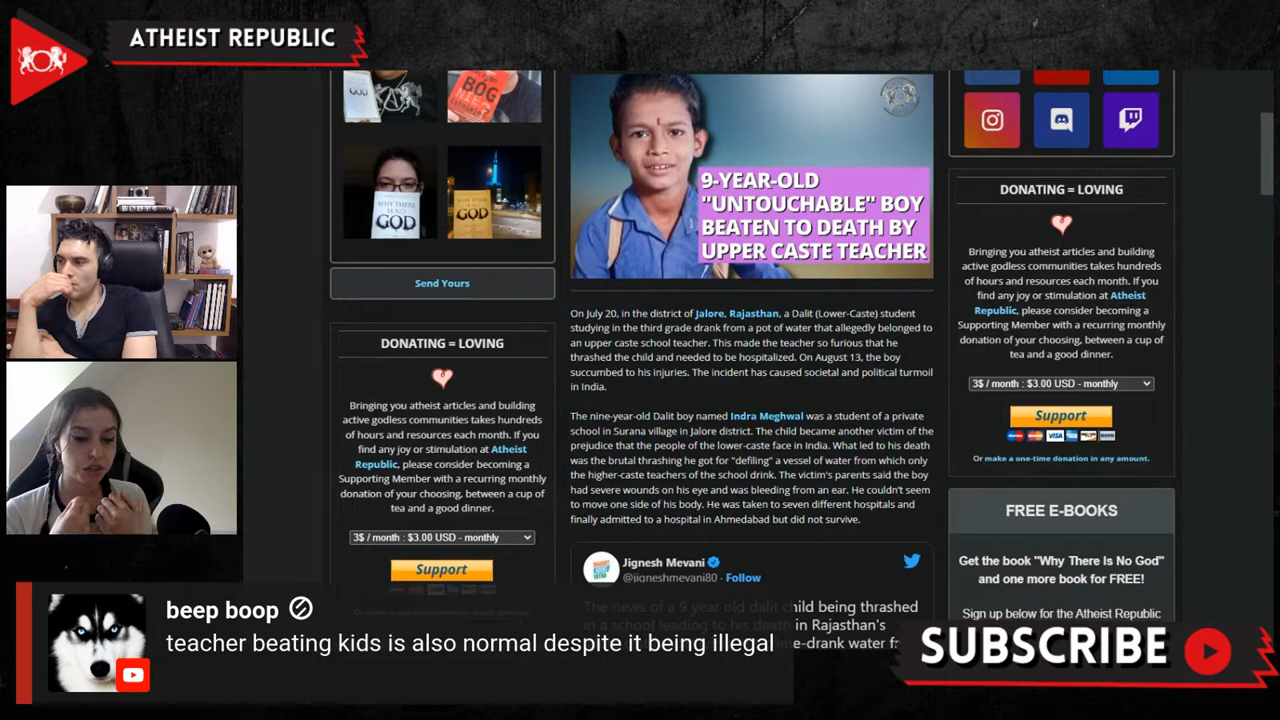 ATHEIST REPUBLIC
GOD
BOG
WHY THERE
IS NO
GOD
GOD
Send Yours
DONATING = LOVING
Bringing you atheist articles and building
active godless communities takes hundreds
of hours and resources each month. If you
find any joy or stimulation at Atheist
Republic, please consider becoming a
Supporting Member with a recurring monthly
donation of your choosing, between a cup of
tea and a good dinner.
3$ / month : $3.00 USD - monthly
Support
9-YEAR-OLD
"UNTOUCHABLE" BOY
BEATEN TO DEATH BY
UPPER CASTE TEACHER
On July 20, in the district of Jalore, Rajasthan, a Dalit (Lower-Caste) student
studying in the third grade drank from a pot of water that allegedly belonged to
an upper caste school teacher. This made the teacher so furious that he
thrashed the child and needed to be hospitalized. On August 13, the boy
succumbed to his injuries. The incident has caused societal and political turmoil
in India.
The nine-year-old Dalit boy named Indra Meghwal was a student of a private
school in Surana village in Jalore district. The child became another victim of the
prejudice that the people of the lower-caste face in India. What led to his death
was the brutal thrashing he got for "defiling" a vessel of water from which only
the higher-caste teachers of the school drink. The victim's parents said the boy
had severe wounds on his eye and was bleeding from an ear. He couldn't seem
to move one side of his body. He was taken to seven different hospitals and
finally admitted to a hospital in Ahmedabad but did not survive.
Jignesh Mevani
@jigneshmevani80 · Follow
The news of a 9 year old dalit child being thrashed
in a school leading to his death in Rajasthan's
e-drank water fr
DONATING = LOVING
Bringing you atheist articles and building
active godless communities takes hundreds
of hours and resources each month. If you
find any joy or stimulation at Atheist
Republic, please consider becoming a
Supporting Member with a recurring monthly
donation of your choosing, between a cup of
tea and a good dinner.
3$ / month : $3.00 USD - monthly
Support
VISA
Or make a one-time donation in any amount.
FREE E-BOOKS
Get the book "Why There Is No God"
and one more book for FREE!
Sign up below for the Atheist Republic
beep boop
teacher beating kids is also normal despite it being illegal
SUBSCRIBE